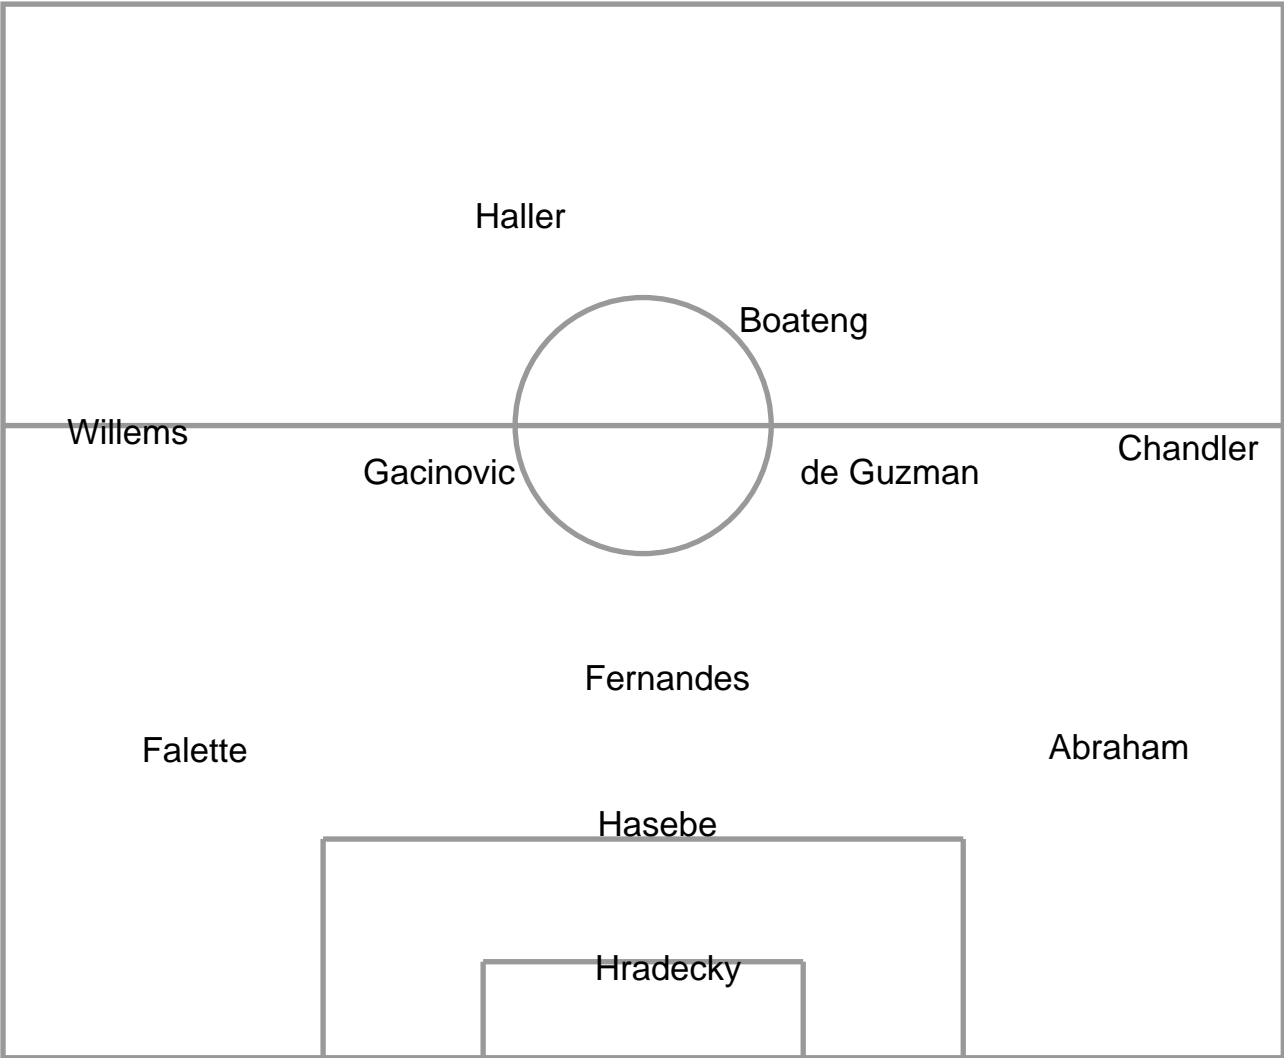 Haller
Boateng
Willems
Chandler
Gacinovic
de Guzman
Fernandes
Falette
Abraham
Hasebe
Hradecky